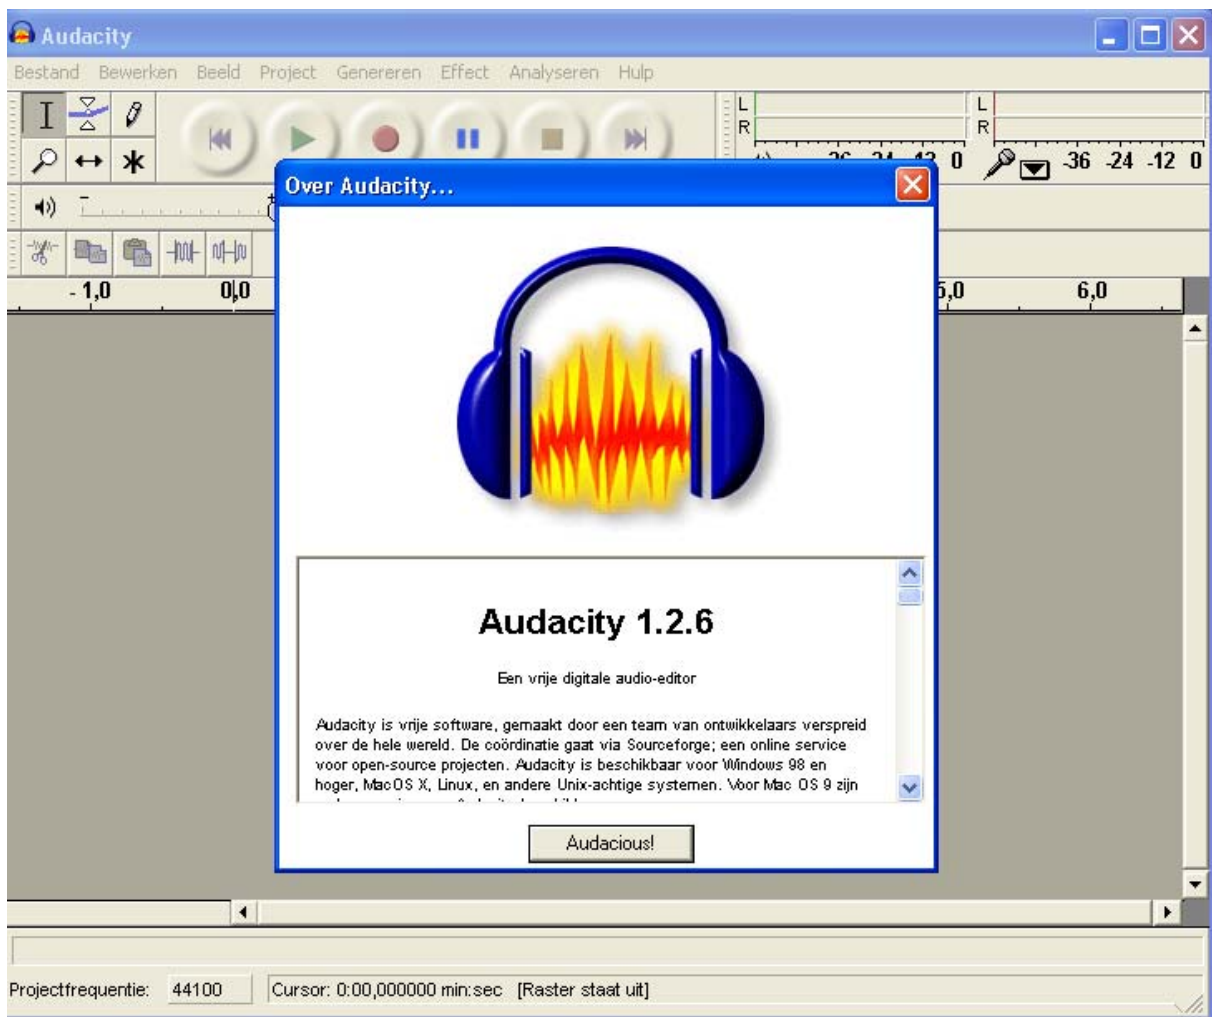 Audacity
Bestand Bewerken Beeld Project Genereren Effect Analyseren Hulp
L
R
L
R
0
-36 -24 -12 0
Over Audacity...
- 1,0 0,0 6,0
Audacity 1.2.6
Een vrije digitale audio-editor
Audacity is vrije software, gemaakt door een team van ontwikkelaars verspreid
over de hele wereld. De coördinatie gaat via Sourceforge; een online service
voor open-source projecten. Audacity is beschikbaar voor Windows 98 en
hoger, MacOS X, Linux, en andere Unix-achtige systemen. Voor Mac OS 9 zijn
Audacious!
Projectfrequentie: 44100 Cursor: 0:00,000000 min:sec [Raster staat uit]